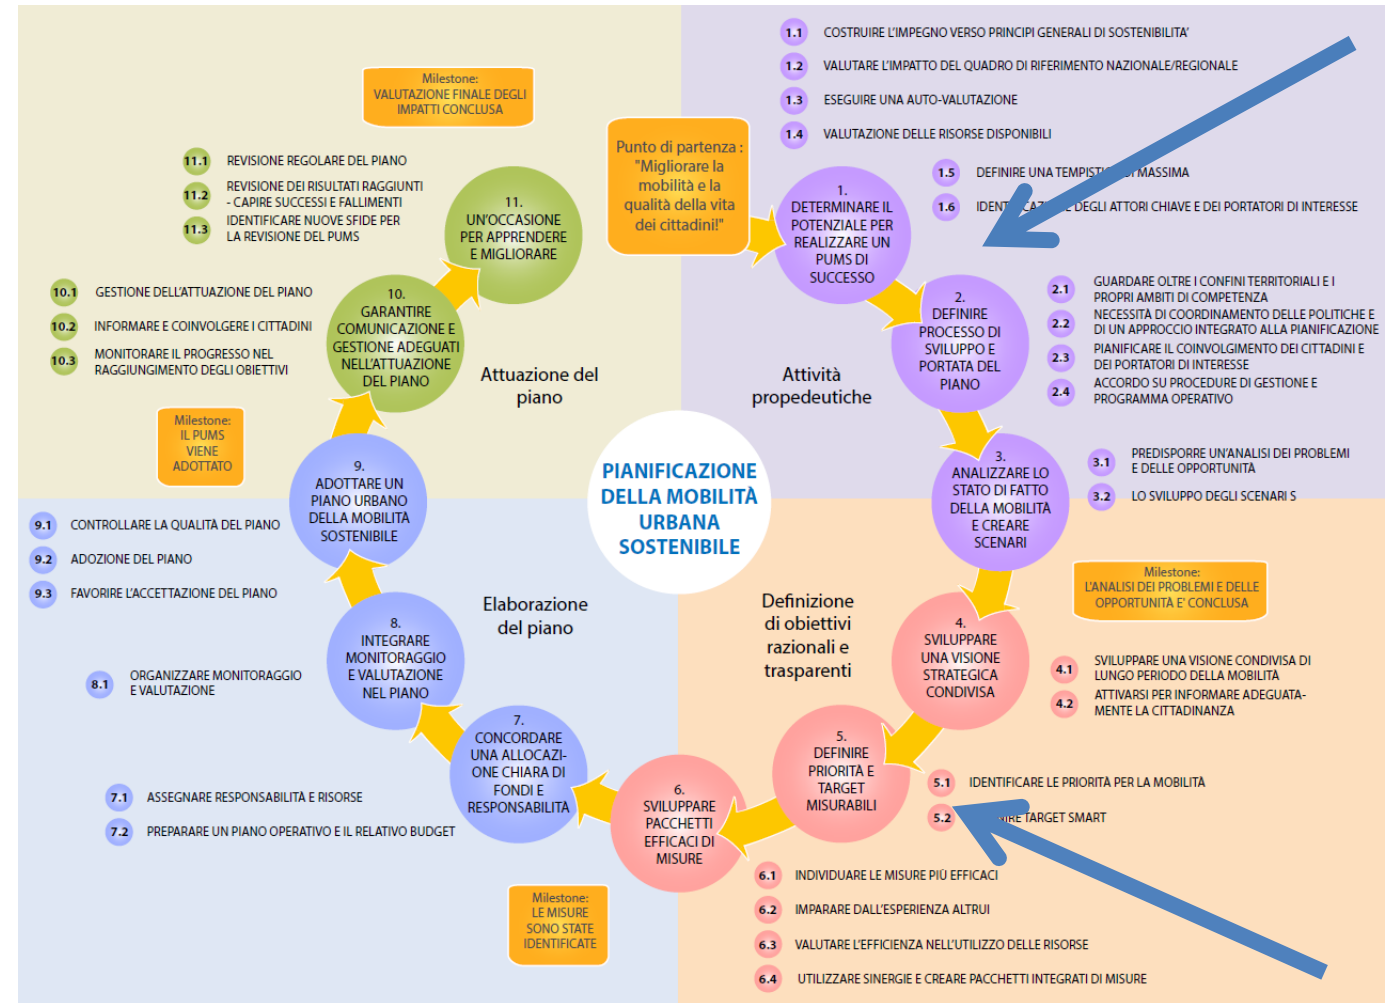 1.1 COSTRUIRE L'IMPEGNO VERSO PRINCIPI GENERALI DI SOSTENIBILITA'
1.2 VALUTARE L'IMPATTO DEL QUADRO DI RIFERIMENTO NAZIONALE/REGIONALE
1.3 ESEGUIRE UNA AUTO-VALUTAZIONE
1.4 VALUTAZIONE DELLE RISORSE DISPONIBILI
1.5 DEFINIRE UNA MASSIMA
1.6 DEGLI ATTORI CHIAVE E DEI PORTATORI DI INTERESSE
Punto di partenza :
"Migliorare la
mobilità e la
qualità della vita
dei cittadini!"
1.
DETERMINARE IL
POTENZIALE PER
REALIZZARE UN
PUMS DI
SUCCESSO
2.
DEFINIRE
PROCESSO DI
SVILUPPO E
PORTATA DEL
PIANO
2.1 GUARDARE OLTRE I CONFINI TERRITORIALI E I
PROPRI AMBITI DI COMPETENZA
2.2 NECESSITÀ DI COORDINAMENTO DELLE POLITICHE E
DI UN APPROCCIO INTEGRATO ALLA PIANIFICAZIONE
2.3 PIANIFICARE IL COINVOLGIMENTO DEI CITTADINI E
DEI PORTATORI DI INTERESSE
2.4 ACCORDO SU PROCEDURE DI GESTIONE E
PROGRAMMA OPERATIVO
Attività
propedeutiche
3.
ANALIZZARE LO
STATO DI FATTO
DELLA MOBILITÀ
E CREARE
SCENARI
3.1 PREDISPORRE UN'ANALISI DEI PROBLEMI
E DELLE OPPORTUNITÀ
3.2 LO SVILUPPO DEGLI SCENARI S
Milestone:
L'ANALISI DEI PROBLEMI E DELLE
OPPORTUNITÀ E' CONCLUSA
PIANIFICAZIONE
DELLA MOBILITÀ
URBANA
SOSTENIBILE
Definizione
di obiettivi
razionali e
trasparenti
4.
SVILUPPARE
UNA VISIONE
STRATEGICA
CONDIVISA
4.1 SVILUPPARE UNA VISIONE CONDIVISA DI
LUNGO PERIODO DELLA MOBILITÀ
4.2 ATTIVARSI PER INFORMARE ADEGUATA-
MENTE LA CITTADINANZA
5.
DEFINIRE
PRIORITÀ E
TARGET
MISURABILI
5.1 IDENTIFICARE LE PRIORITÀ PER LA MOBILITÀ
5.2 TARGET SMART
6.
SVILUPPARE
PACCHETTI
EFFICACI DI
MISURE
6.1 INDIVIDUARE LE MISURE PIÙ EFFICACI
6.2 IMPARARE DALL'ESPERIENZA ALTRUI
6.3 VALUTARE L'EFFICIENZA NELL'UTILIZZO DELLE RISORSE
6.4 UTILIZZARE SINERGIE E CREARE PACCHETTI INTEGRATI DI MISURE
Milestone:
LE MISURE
SONO STATE
IDENTIFICATE
7.
CONCORDARE
UNA ALLOCAZI-
ONE CHIARA DI
FONDI E
RESPONSABILITÀ
7.1 ASSEGNARE RESPONSABILITÀ E RISORSE
7.2 PREPARARE UN PIANO OPERATIVO E IL RELATIVO BUDGET
Elaborazione
del piano
8.
INTEGRARE
MONITORAGGIO
E VALUTAZIONE
NEL PIANO
8.1 ORGANIZZARE MONITORAGGIO
E VALUTAZIONE
9.
ADOTTARE UN
PIANO URBANO
DELLA MOBILITÀ
SOSTENIBILE
9.1 CONTROLLARE LA QUALITÀ DEL PIANO
9.2 ADOZIONE DEL PIANO
9.3 FAVORIRE L'ACCETTAZIONE DEL PIANO
Milestone:
IL PUMS
VIENE
ADOTTATO
Attuazione del
piano
10.
GARANTIRE
COMUNICAZIONE E
GESTIONE ADEGUATI
NELL'ATTUAZIONE
DEL PIANO
10.1 GESTIONE DELL'ATTUAZIONE DEL PIANO
10.2 INFORMARE E COINVOLGERE I CITTADINI
10.3 MONITORARE IL PROGRESSO NEL
RAGGIUNGIMENTO DEGLI OBIETTIVI
11.
UN'OCCASIONE
PER APPRENDERE
E MIGLIORARE
11.1 REVISIONE REGOLARE DEL PIANO
11.2 REVISIONE DEI RISULTATI RAGGIUNTI
- CAPIRE SUCCESSI E FALLIMENTI
11.3 IDENTIFICARE NUOVE SFIDE PER
LA REVISIONE DEL PUMS
Milestone:
VALUTAZIONE FINALE DEGLI
IMPATTI CONCLUSA